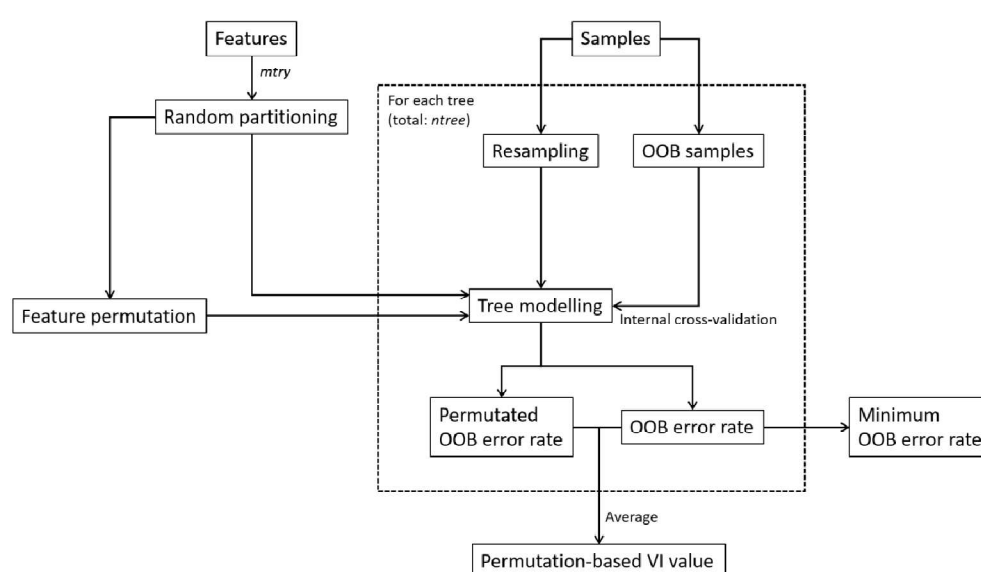 Features
Samples
mtry
For each tree
(total: ntree)
Random partitioning
Resampling
OOB samples
Feature permutation
Tree modelling
Internal cross-validation
Permutated
OOB error rate
OOB error rate
Minimum
OOB error rate
Average
Permutation-based VI value